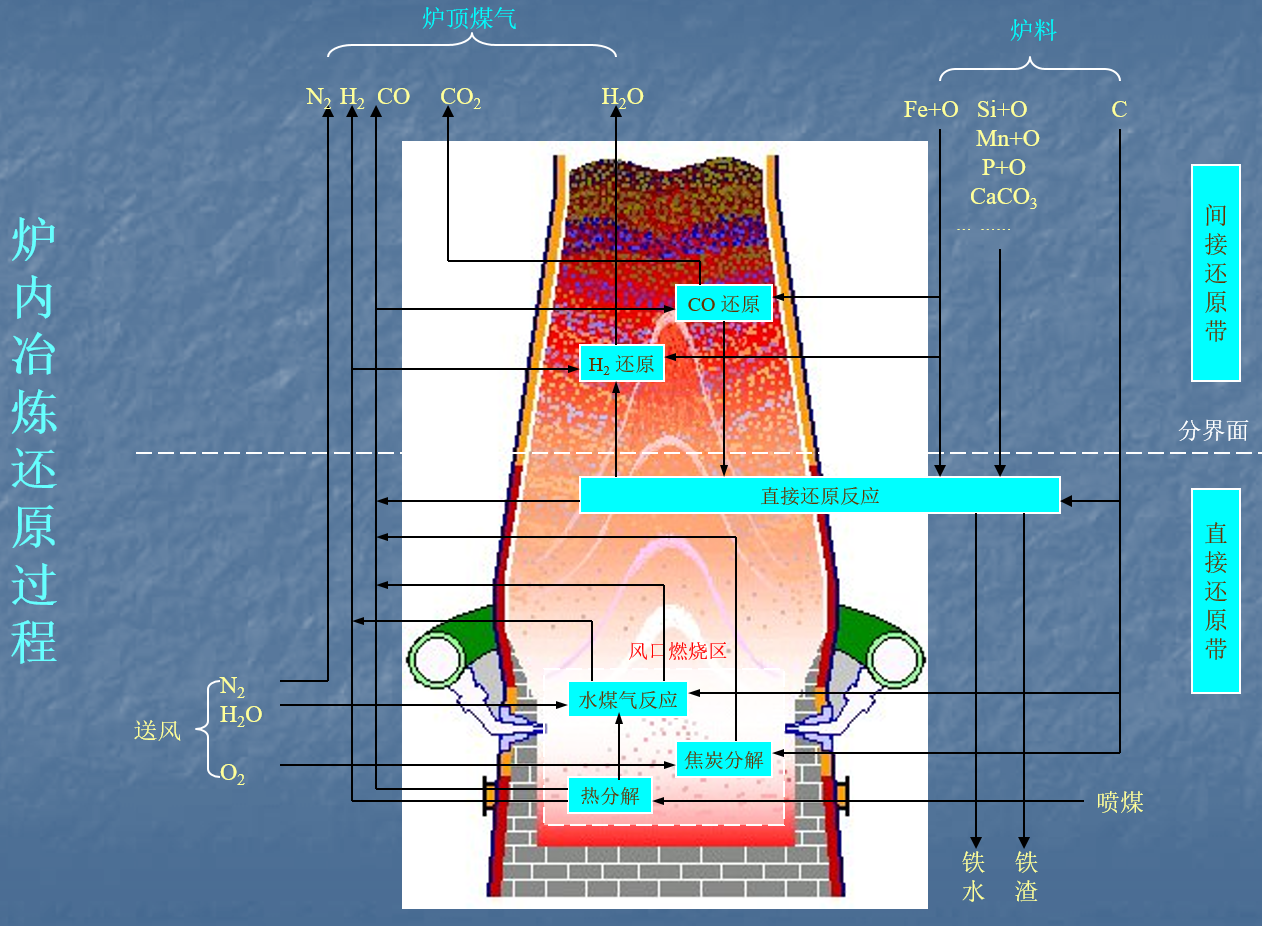 炉顶煤气
炉料
N2 H2 CO CO2 H2O
Fe+O Si+O C
Mn+O
P+O
CaCO3
... ......
间接还原带
炉内冶炼还原过程
CO 还原
H2 还原
分界面
直接还原反应
直接还原带
风口燃烧区
送风
N2
H2O
O2
水煤气反应
焦炭分解
热分解
喷煤
铁水
铁渣